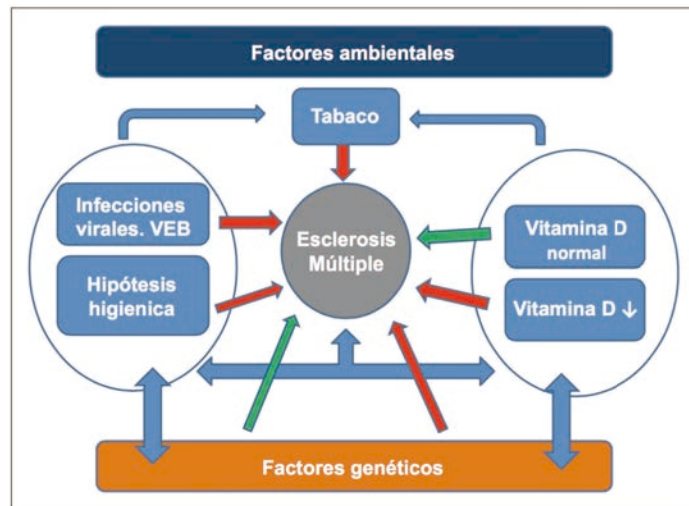 Factores ambientales
Tabaco
Infecciones
virales. VEB
Hipótesis
higienica
Esclerosis
Múltiple
Vitamina D
normal
Vitamina D ↓
Factores genéticos